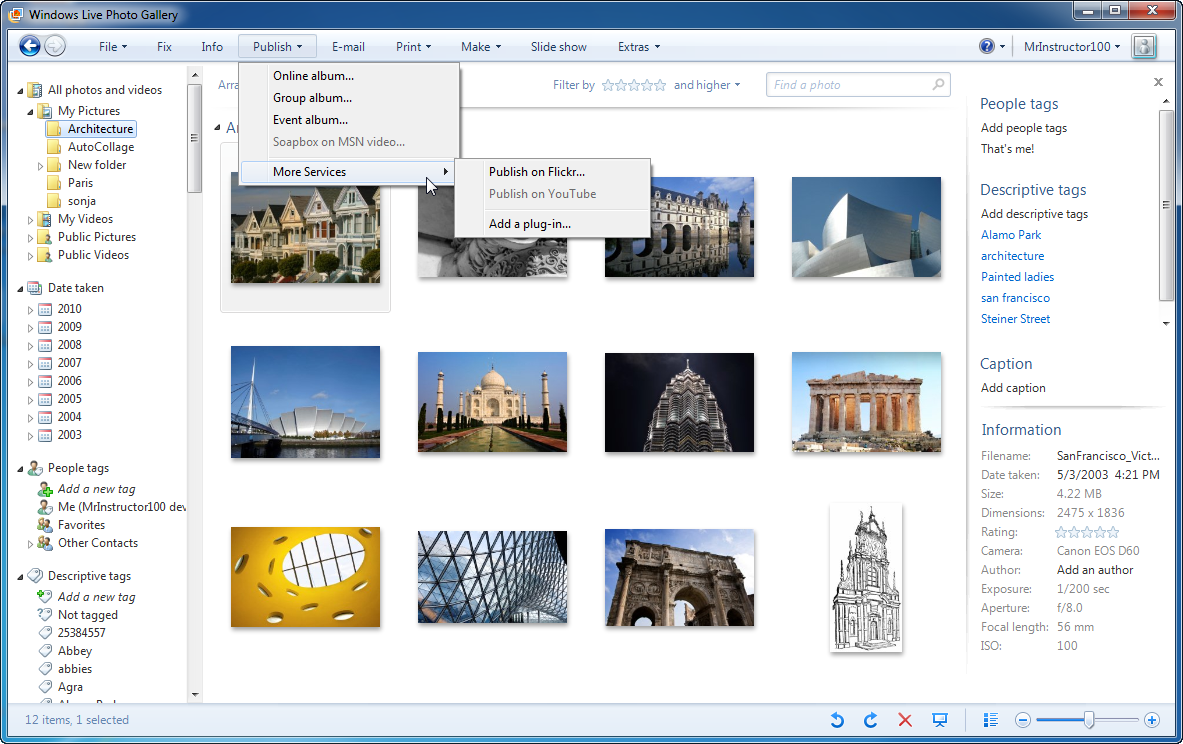 Windows Live Photo Gallery
File Fix Info Publish E-mail Print Make Slide show Extras MrInstructor100
Online album...
Group album...
Event album...
Soapbox on MSN video...
More Services
Publish on Flickr...
Publish on YouTube
Add a plug-in...
Filter by and higher Find a photo
All photos and videos
My Pictures
Architecture
AutoCollage
New folder
Paris
sonja
My Videos
Public Pictures
Public Videos
Date taken
2010
2009
2008
2007
2006
2005
2004
2003
People tags
Add a new tag
Me (MrInstructor100 dev
Favorites
Other Contacts
Descriptive tags
Add a new tag
Not tagged
25384557
Abbey
abbies
Agra
People tags
Add people tags
That's me!
Descriptive tags
Add descriptive tags
Alamo Park
architecture
Painted ladies
san francisco
Steiner Street
Caption
Add caption
Information
Filename: SanFrancisco_Vict...
Date taken: 5/3/2003 4:21 PM
Size: 4.22 MB
Dimensions: 2475 x 1836
Rating:
Camera: Canon EOS D60
Author: Add an author
Exposure: 1/200 sec
Aperture: f/8.0
Focal length: 56 mm
ISO: 100
12 items, 1 selected